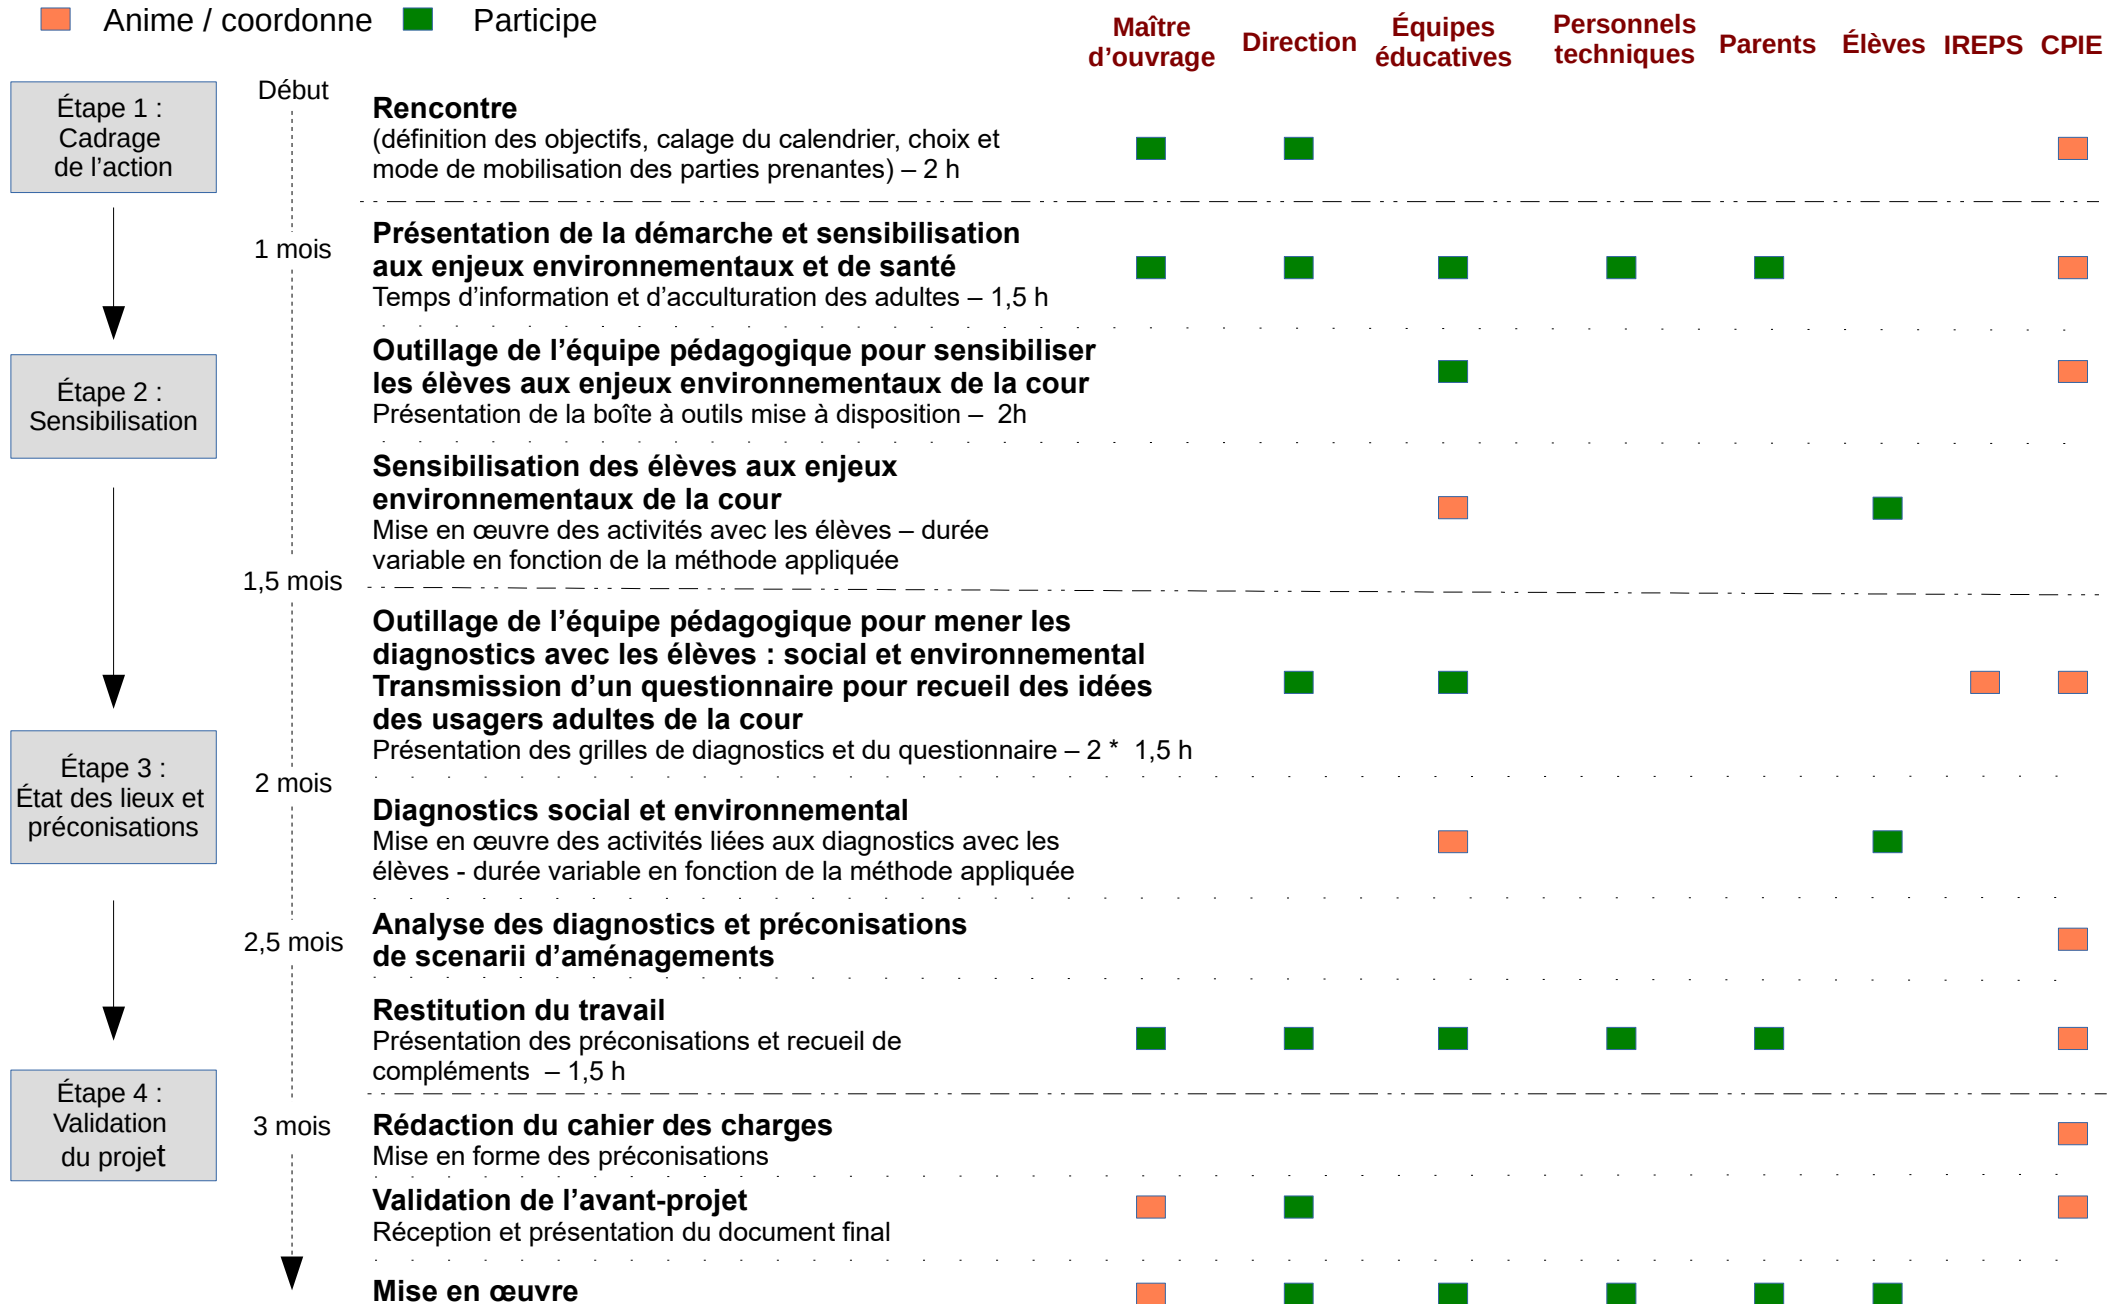 Anime / coordonne
Participe
Maître
d'ouvrage
Direction
Équipes
éducatives
Personnels
techniques
Parents
Élèves
IREPS
CPIE
Étape 1 :
Cadrage
de l’action
Début
Rencontre
(définition des objectifs, calage du calendrier, choix et
mode de mobilisation des parties prenantes) – 2 h
1 mois
Présentation de la démarche et sensibilisation
aux enjeux environnementaux et de santé
Temps d’information et d’acculturation des adultes – 1,5 h
Étape 2 :
Sensibilisation
Outillage de l’équipe pédagogique pour sensibiliser
les élèves aux enjeux environnementaux de la cour
Présentation de la boîte à outils mise à disposition – 2h
Sensibilisation des élèves aux enjeux
environnementaux de la cour
Mise en œuvre des activités avec les élèves – durée
variable en fonction de la méthode appliquée
1,5 mois
Outillage de l’équipe pédagogique pour mener les
diagnostics avec les élèves : social et environnemental
Transmission d’un questionnaire pour recueil des idées
des usagers adultes de la cour
Présentation des grilles de diagnostics et du questionnaire – 2 * 1,5 h
Étape 3 :
État des lieux et
préconisations
2 mois
Diagnostics social et environnemental
Mise en œuvre des activités liées aux diagnostics avec les
élèves - durée variable en fonction de la méthode appliquée
2,5 mois
Analyse des diagnostics et préconisations
de scenarii d’aménagements
Restitution du travail
Présentation des préconisations et recueil de
compléments – 1,5 h
Étape 4 :
Validation
du projet
3 mois
Rédaction du cahier des charges
Mise en forme des préconisations
Validation de l’avant-projet
Réception et présentation du document final
Mise en œuvre